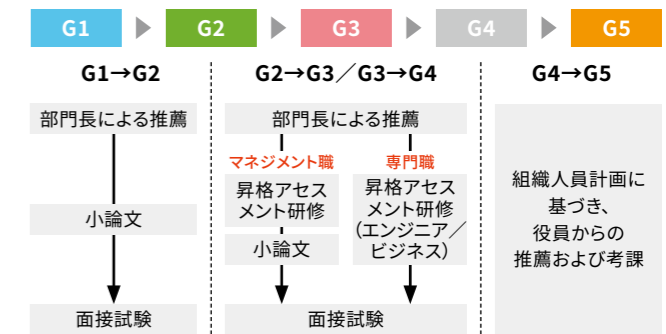 G1
G2
G3
G4
G5
G1→G2
部門長による推薦
小論文
面接試験
G2→G3／G3→G4
部門長による推薦
マネジメント職
昇格アセス
メント研修
小論文
専門職
昇格アセス
メント研修
(エンジニア／
ビジネス)
面接試験
G4→G5
組織人員計画に
基づき、
役員からの
推薦および考課